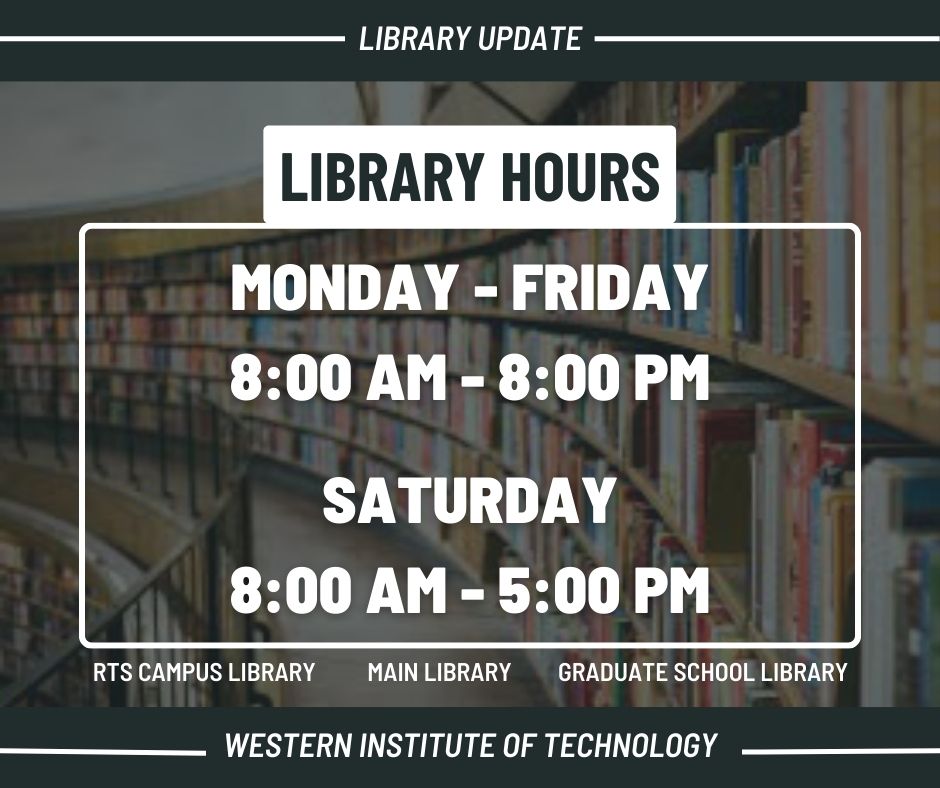 LIBRARY UPDATE
LIBRARY HOURS
MONDAY - FRIDAY
8:00 AM - 8:00 PM
SATURDAY
8:00 AM - 5:00 PM
RTS CAMPUS LIBRARY MAIN LIBRARY GRADUATE SCHOOL LIBRARY
WESTERN INSTITUTE OF TECHNOLOGY